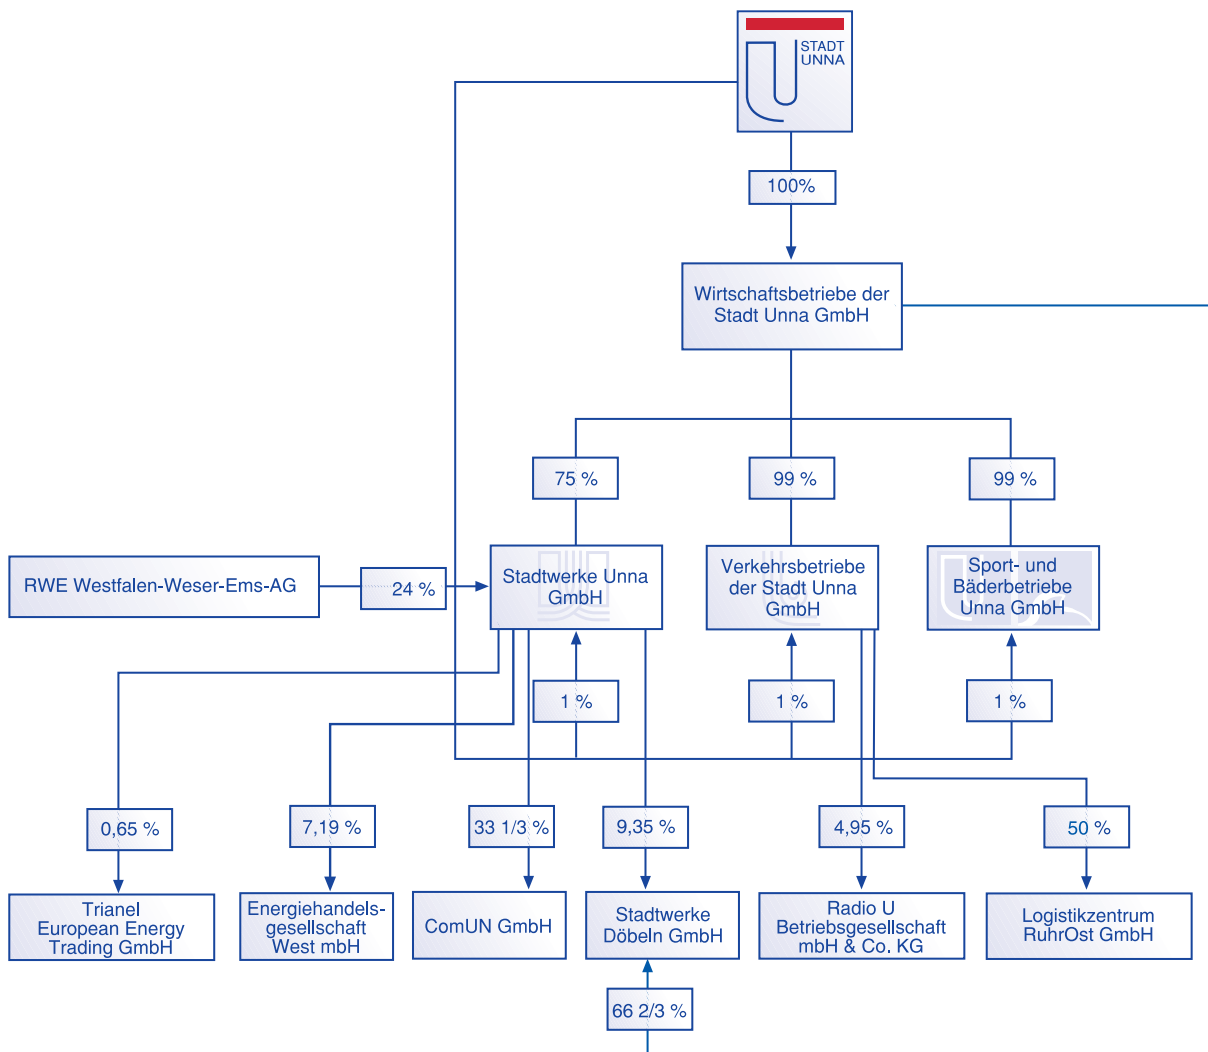 STADT
UNNA
100%
Wirtschaftsbetriebe der
Stadt Unna GmbH
75 %
99 %
99 %
RWE Westfalen-Weser-Ems-AG
24 %
Stadtwerke Unna
GmbH
Verkehrsbetriebe
der Stadt Unna
GmbH
Sport- und
Bäderbetriebe
Unna GmbH
1 %
1 %
1 %
0,65 %
7,19 %
33 1/3 %
9,35 %
4,95 %
50 %
Trianel
European Energy
Trading GmbH
Energiehandels-
gesellschaft
West mbH
ComUN GmbH
Stadtwerke
Döbeln GmbH
Radio U
Betriebsgesellschaft
mbH & Co. KG
Logistikzentrum
RuhrOst GmbH
66 2/3 %